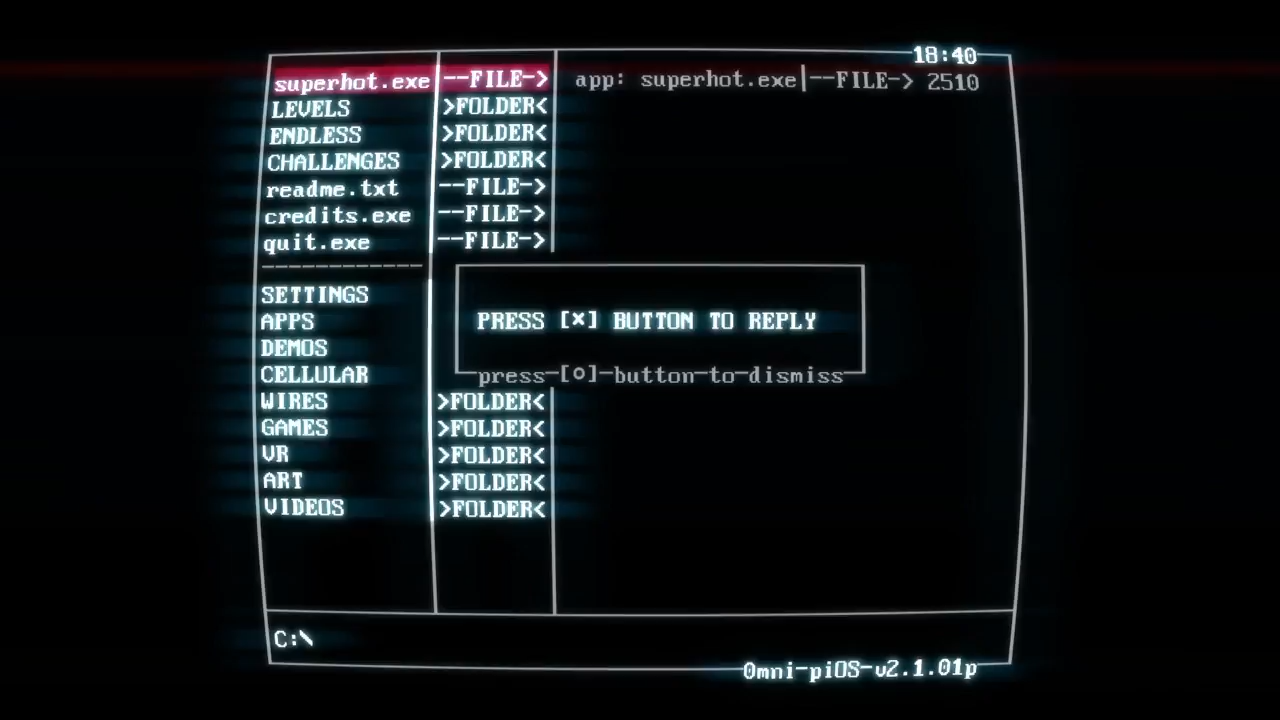 18:40
superhot.exe --FILE-> app: superhot.exe|--FILE-> 2510
LEVELS >FOLDER<
ENDLESS >FOLDER<
CHALLENGES >FOLDER<
readme.txt --FILE->
credits.exe --FILE->
quit.exe --FILE->
------------
SETTINGS
PRESS [×] BUTTON TO REPLY
APPS
DEMOS
CELLULAR
press-[O]-button-to-dismiss
WIRES >FOLDER<
GAMES >FOLDER<
VR >FOLDER<
ART >FOLDER<
VIDEOS >FOLDER<
C:\
0mni-piOS-v2.1.01p